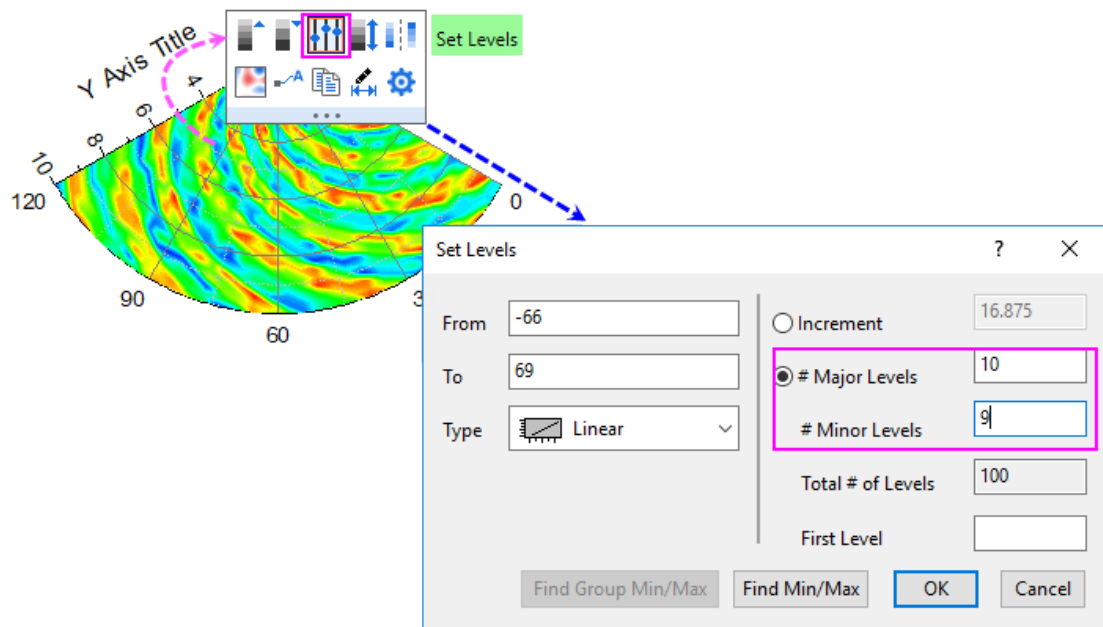 Set Levels
A
Y Axis Title
4
6
8
10
120
0
90
3
60
Set Levels ? ×
From -66
Increment 16.875
To 69
# Major Levels 10
Type Linear
# Minor Levels 9
Total # of Levels 100
First Level
Find Group Min/Max Find Min/Max OK Cancel